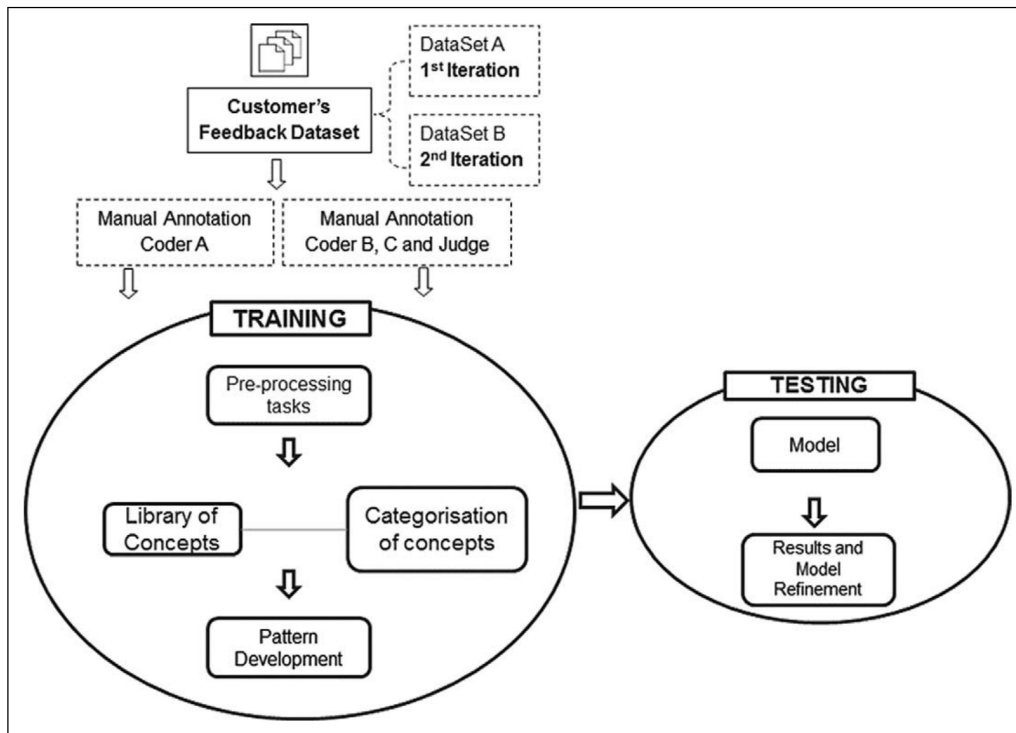 DataSet A
1st Iteration
Customer's
Feedback Dataset
DataSet B
2nd Iteration
Manual Annotation
Coder A
Manual Annotation
Coder B, C and Judge
TRAINING
Pre-processing
tasks
Library of
Concepts
Categorisation
of concepts
Pattern
Development
TESTING
Model
Results and
Model
Refinement